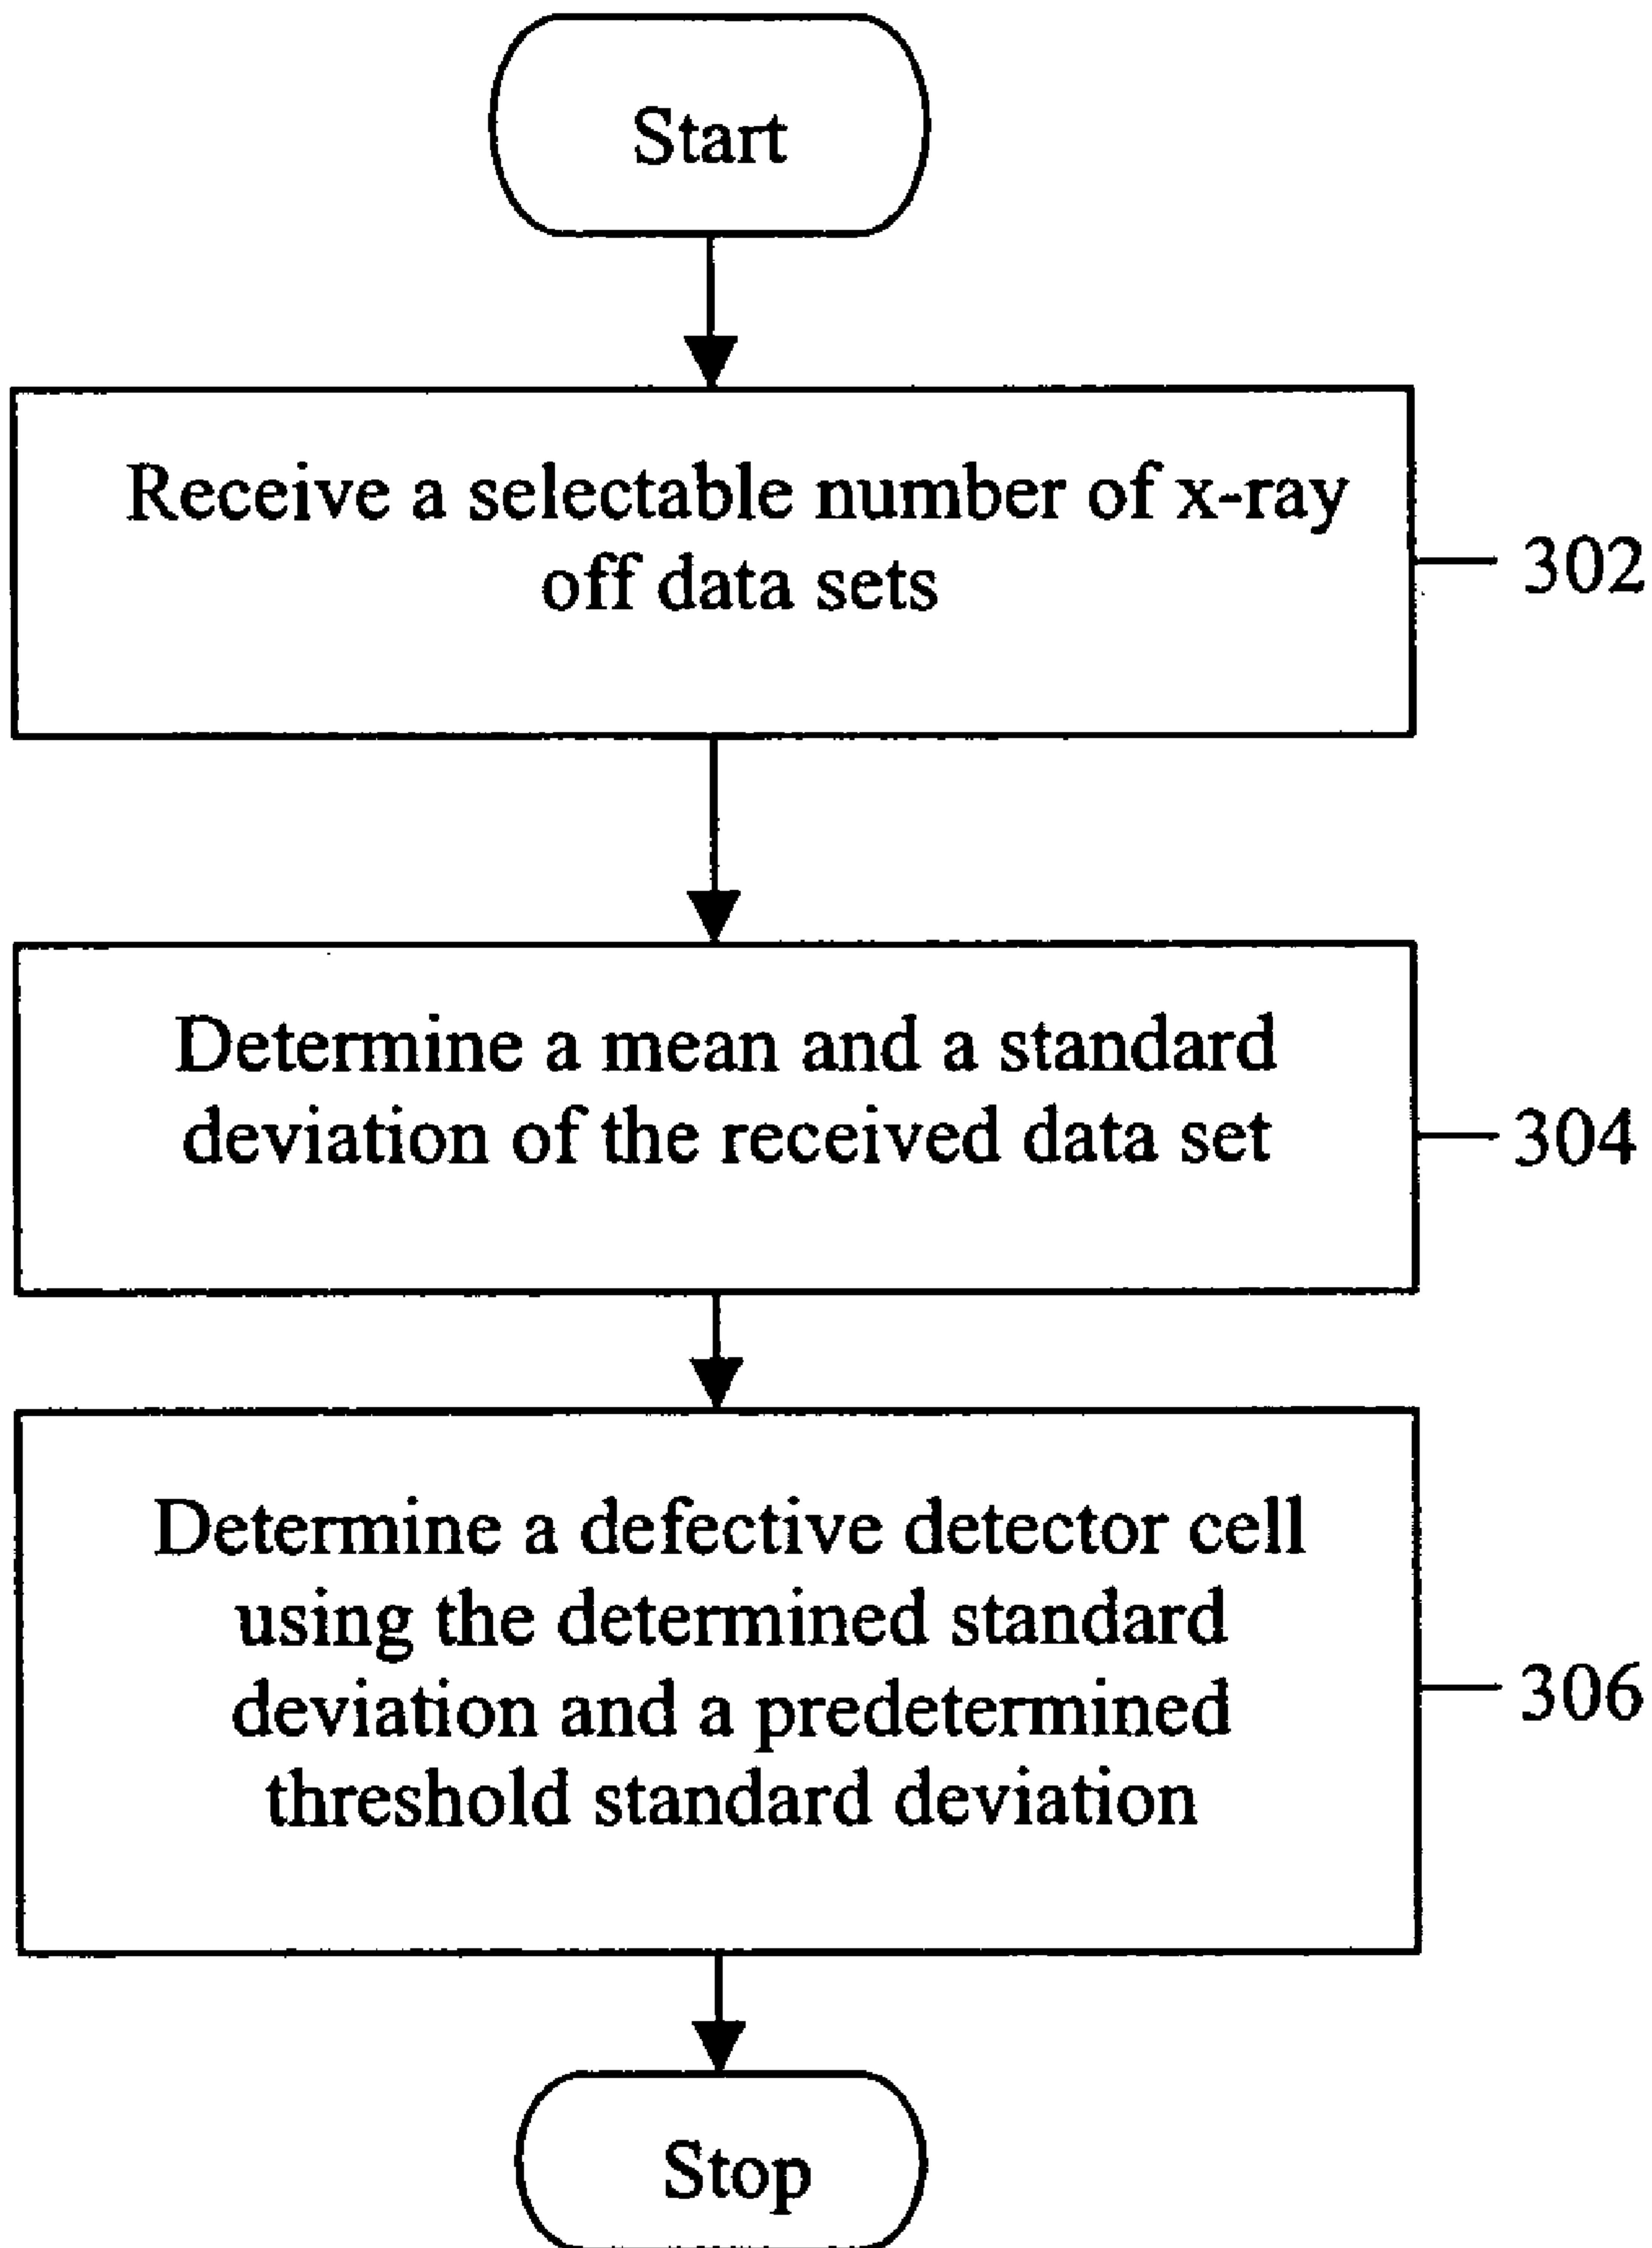 Start
Receive a selectable number of x-ray
off data sets
302
Determine a mean and a standard
deviation of the received data set
304
Determine a defective detector cell
using the determined standard
deviation and a predetermined
threshold standard deviation
306
Stop